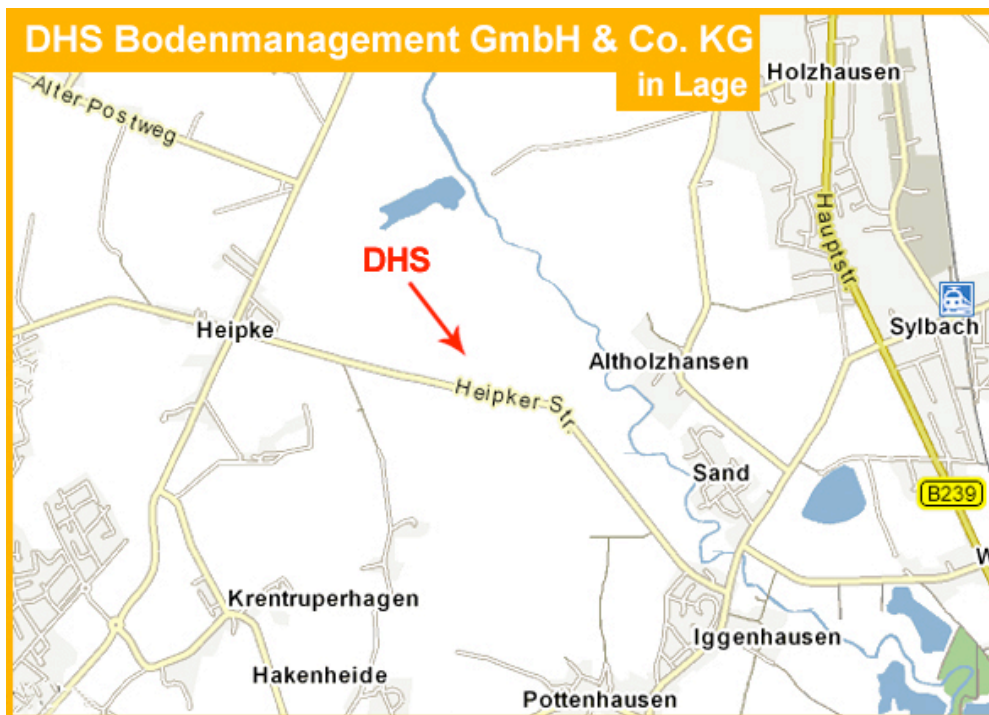 DHS Bodenmanagement GmbH & Co. KG
in Lage
Holzhausen
Alter Postweg
Hauptstr.
DHS
Heipke
Sylbach
Altholzhansen
Heipker Str.
Sand
B239
W
Krentruperhagen
Iggenhausen
Hakenheide
Pottenhausen